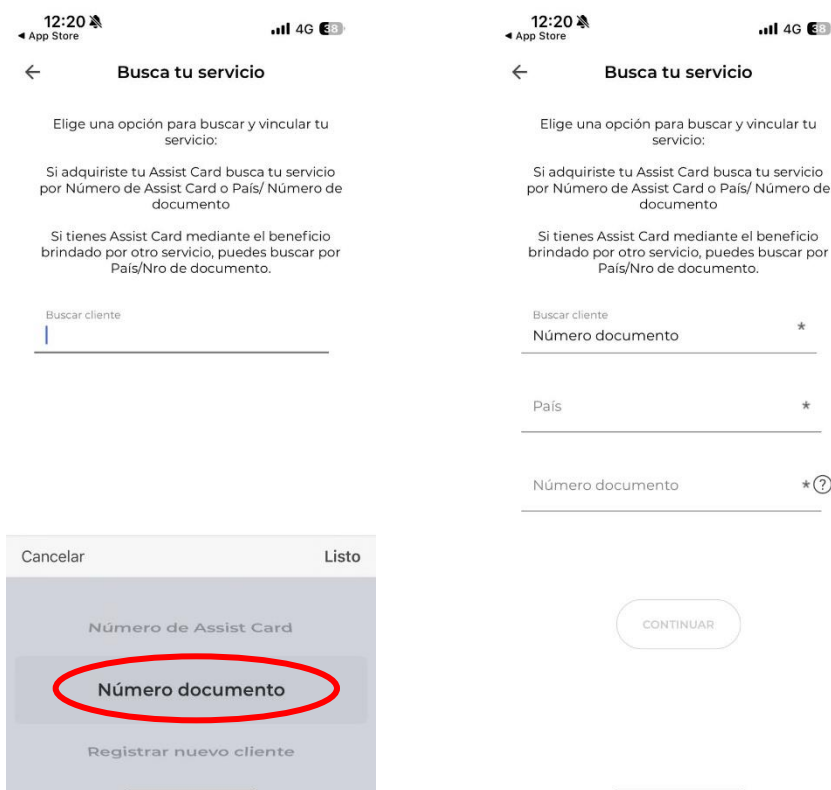 12:20
◀ App Store
4G 38
Busca tu servicio
Elige una opción para buscar y vincular tu
servicio:
Si adquiriste tu Assist Card busca tu servicio
por Número de Assist Card o País/ Número de
documento
Si tienes Assist Card mediante el beneficio
brindado por otro servicio, puedes buscar por
País/Nro de documento.
Buscar cliente
Cancelar
Listo
Número de Assist Card
Número documento
Registrar nuevo cliente
12:20
◀ App Store
4G 38
Busca tu servicio
Elige una opción para buscar y vincular tu
servicio:
Si adquiriste tu Assist Card busca tu servicio
por Número de Assist Card o País/ Número de
documento
Si tienes Assist Card mediante el beneficio
brindado por otro servicio, puedes buscar por
País/Nro de documento.
Buscar cliente
Número documento *
País *
Número documento * ?
CONTINUAR